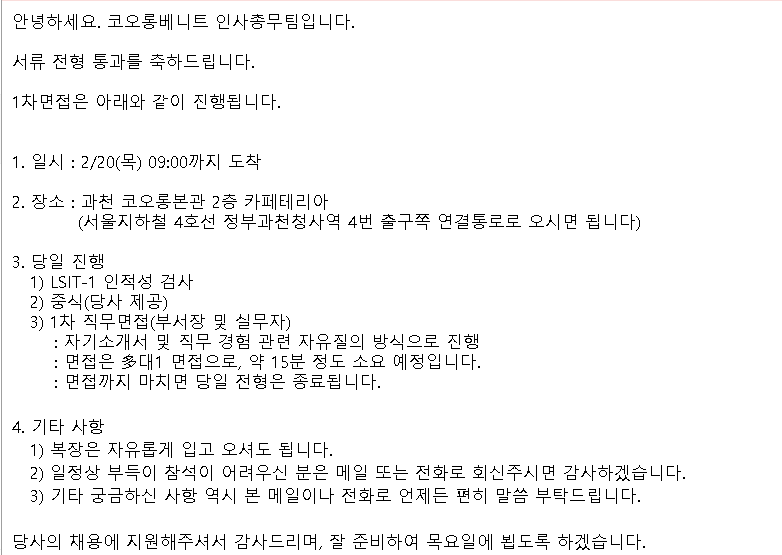 안녕하세요. 코오롱베니트 인사총무팀입니다.
서류 전형 통과를 축하드립니다.
1차면접은 아래와 같이 진행됩니다.
1. 일시 : 2/20(목) 09:00까지 도착
2. 장소 : 과천 코오롱본관 2층 카페테리아
(서울지하철 4호선 정부과천청사역 4번 출구쪽 연결통로로 오시면 됩니다)
3. 당일 진행
1) LSIT-1 인적성 검사
2) 중식(당사 제공)
3) 1차 직무면접(부서장 및 실무자)
: 자기소개서 및 직무 경험 관련 자유질의 방식으로 진행
: 면접은 多대1 면접으로, 약 15분 정도 소요 예정입니다.
: 면접까지 마치면 당일 전형은 종료됩니다.
4. 기타 사항
1) 복장은 자유롭게 입고 오셔도 됩니다.
2) 일정상 부득이 참석이 어려우신 분은 메일 또는 전화로 회신주시면 감사하겠습니다.
3) 기타 궁금하신 사항 역시 본 메일이나 전화로 언제든 편히 말씀 부탁드립니다.
당사의 채용에 지원해주셔서 감사드리며, 잘 준비하여 목요일에 뵙도록 하겠습니다.